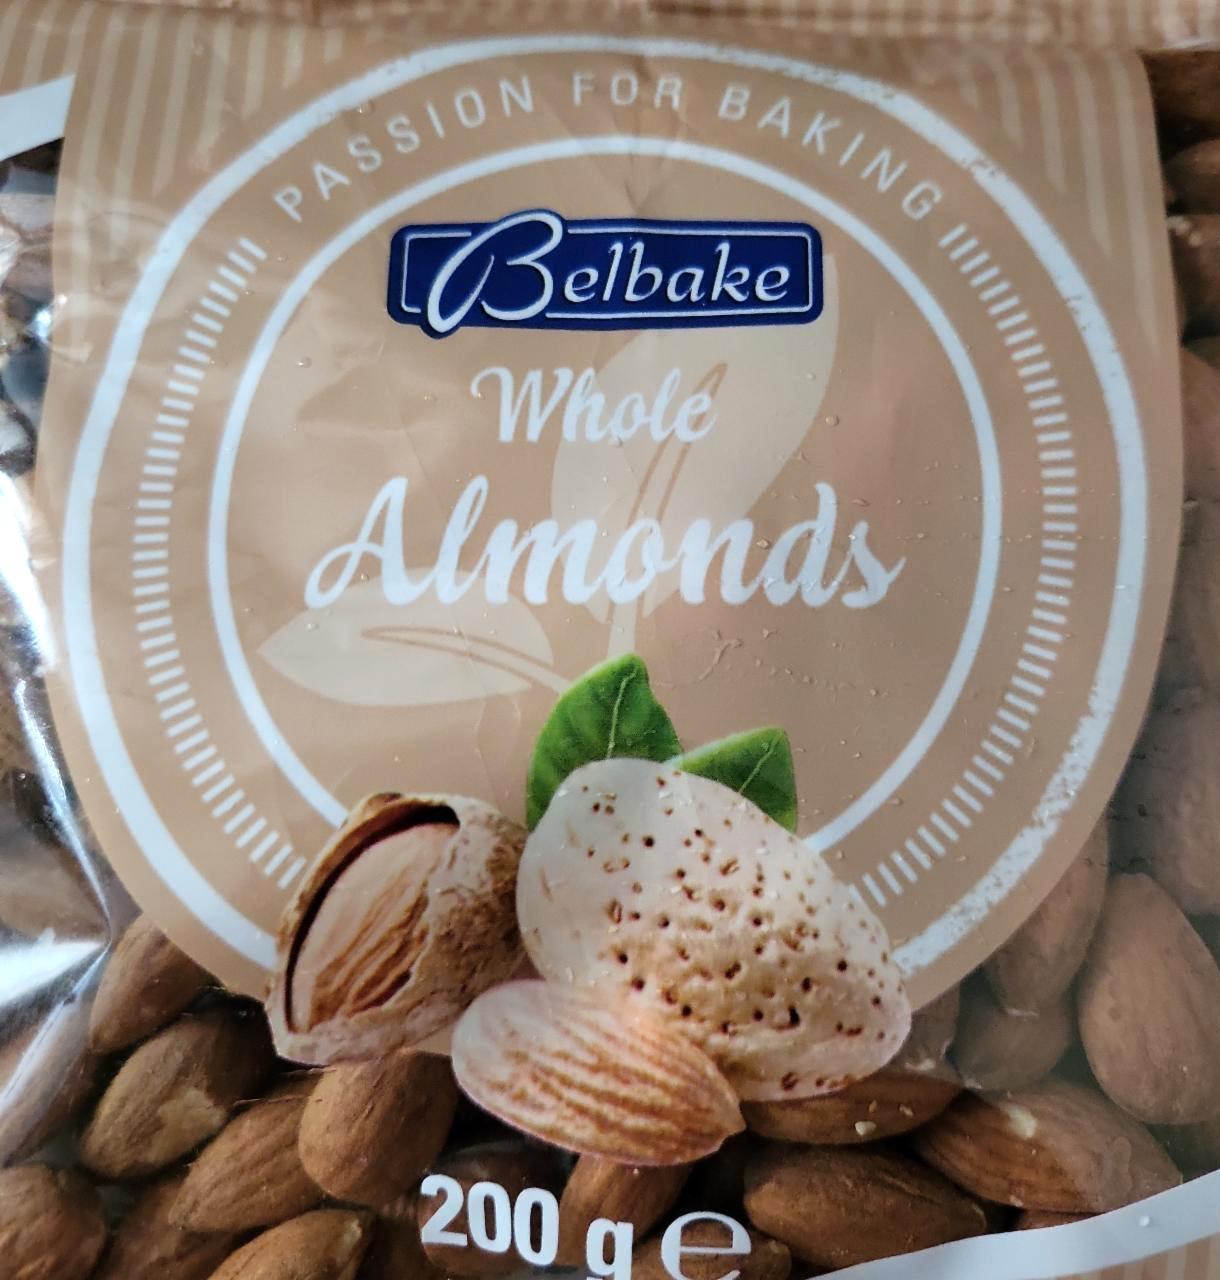 PASSION FOR BAKING
Belbake
Whole
Almonds
200 g ℮